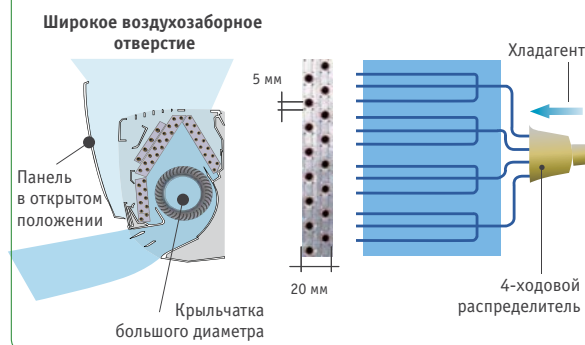 Широкое воздухозаборное
отверстие
5 мм
Хладагент
Панель
в открытом
положении
20 мм
Крыльчатка
большого диаметра
4-ходовой
распределитель